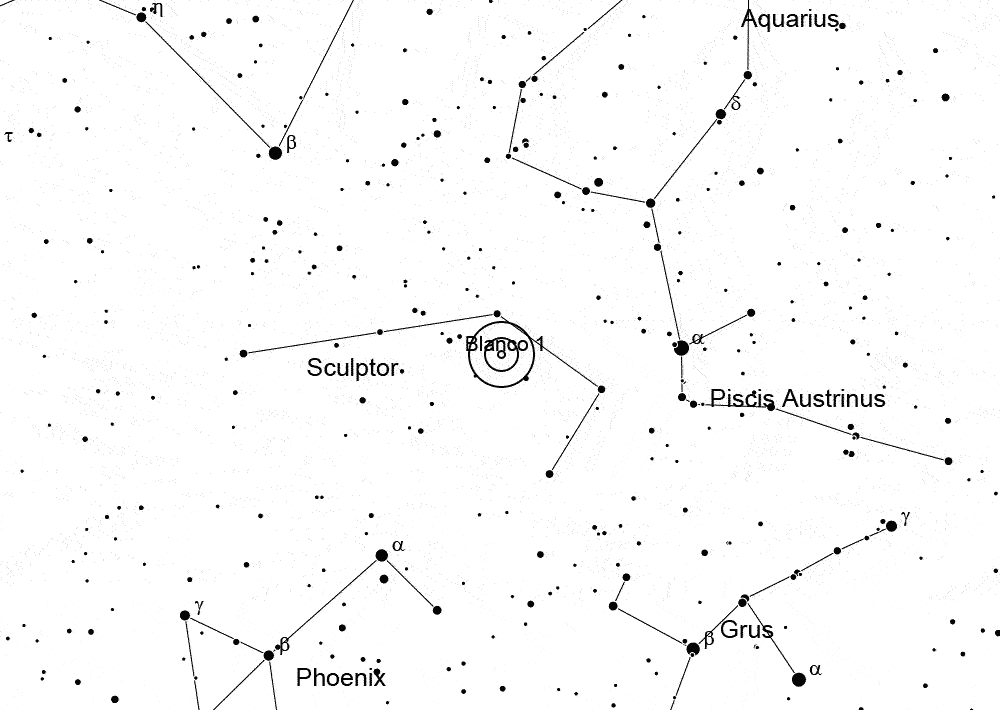 η
Aquarius
δ
τ
β
Blanco 1
α
Sculptor
Piscis Austrinus
γ
α
γ
β
β
Grus
α
Phoenix